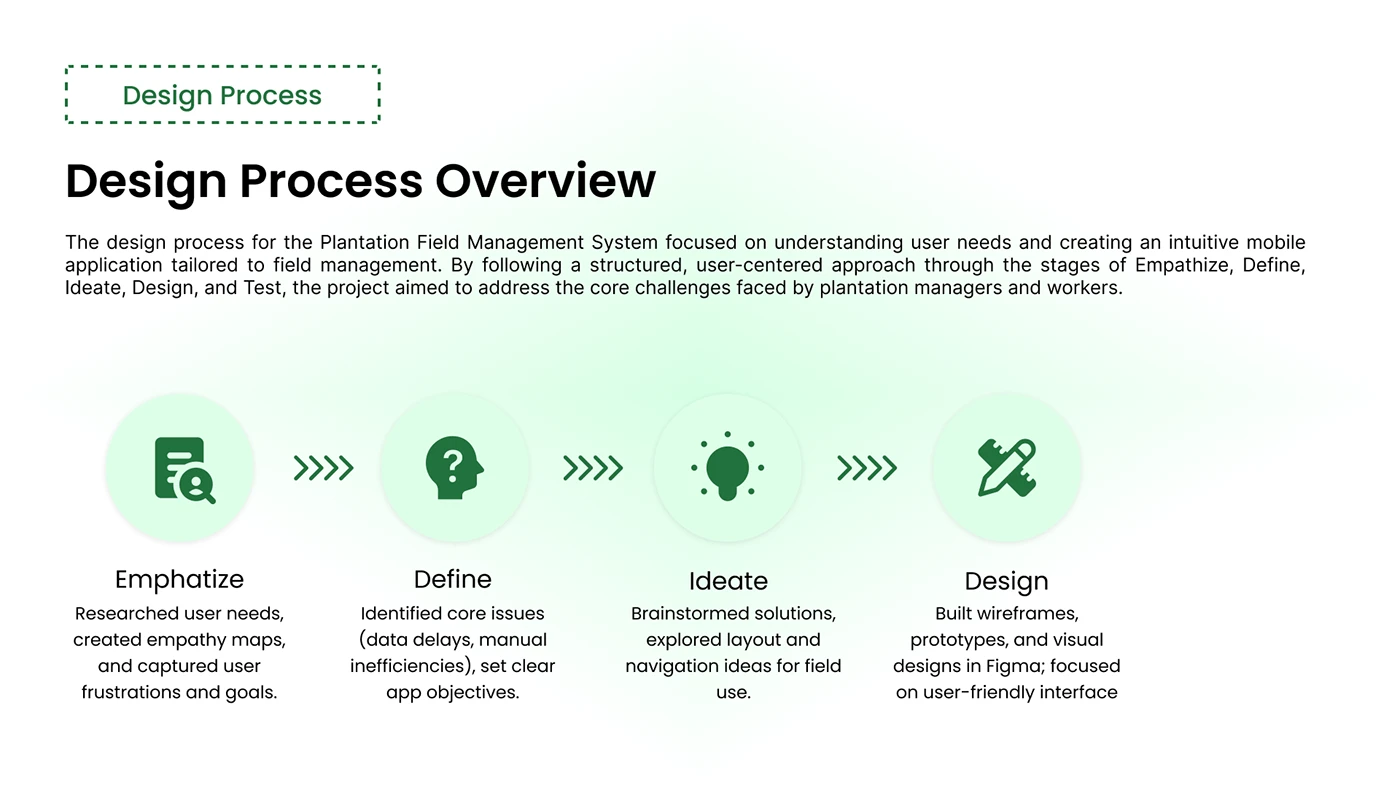 Design Process
Design Process Overview
The design process for the Plantation Field Management System focused on understanding user needs and creating an intuitive mobile
application tailored to field management. By following a structured, user-centered approach through the stages of Empathize, Define,
Ideate, Design, and Test, the project aimed to address the core challenges faced by plantation managers and workers.
Emphatize
Researched user needs,
created empathy maps,
and captured user
frustrations and goals.
Define
Identified core issues
(data delays, manual
inefficiencies), set clear
app objectives.
Ideate
Brainstormed solutions,
explored layout and
navigation ideas for field
use.
Design
Built wireframes,
prototypes, and visual
designs in Figma; focused
on user-friendly interface